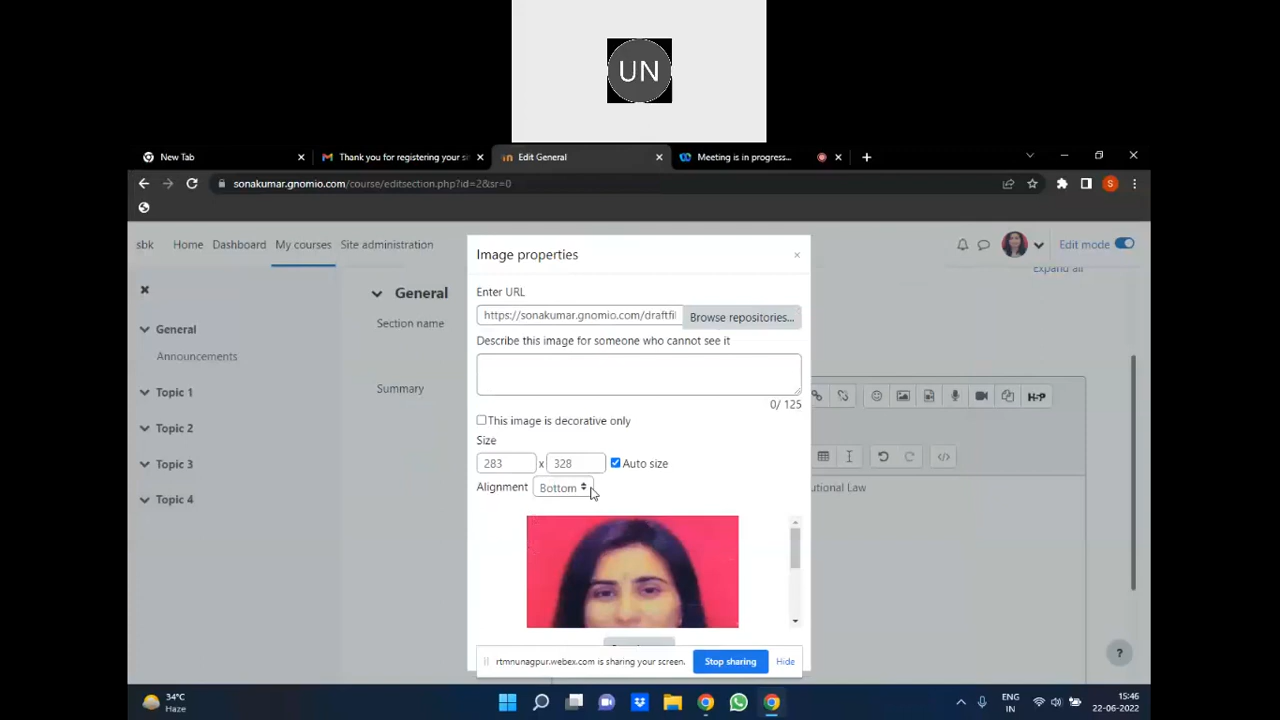 UN
New Tab
Thank you for registering your s
Edit General
Meeting is in progress...
sonakumar.gnomio.com/course/editsection.php?id=2&sr=0
S
sbk Home Dashboard My courses Site administration
Edit mode
Expand all
General
Announcements
Topic 1
Topic 2
Topic 3
Topic 4
General
Section name
Summary
H-P
utional Law
Image properties
Enter URL
https://sonakumar.gnomio.com/draftfil
Browse repositories...
Describe this image for someone who cannot see it
0/ 125
This image is decorative only
Size
283 x 328 Auto size
Alignment Bottom
rtmnunagpur.webex.com is sharing your screen. Stop sharing Hide
?
34°C
Haze
ENG
IN
15:46
22-06-2022